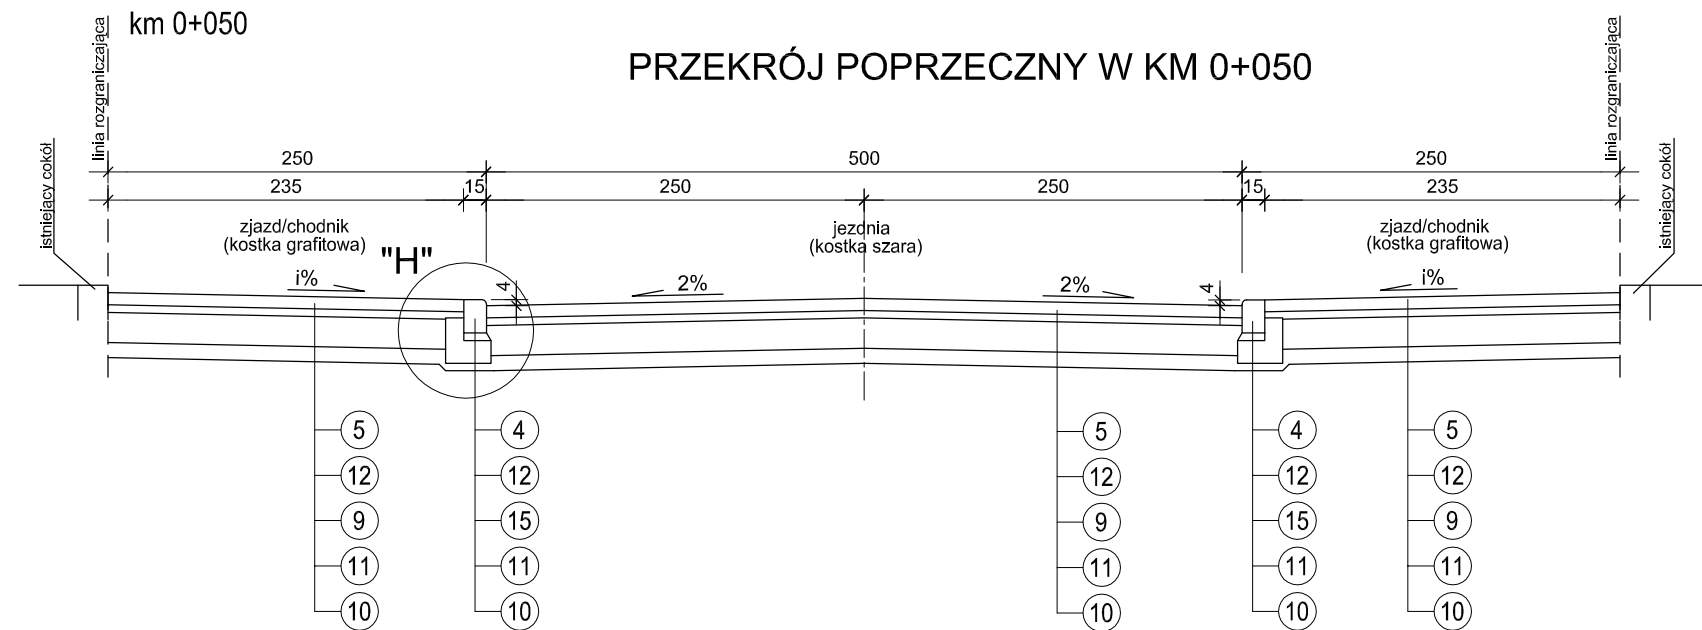 km 0+050
PRZEKRÓJ POPRZECZNY W KM 0+050
linia rozgraniczająca
linia rozgraniczająca
istniejący cokół
istniejący cokół
250 500 250
235 15 250 250 15 235
zjazd/chodnik
(kostka grafitowa)
jezdnia
(kostka szara)
zjazd/chodnik
(kostka grafitowa)
"H"
i% 4 2% 2% 4 i%
5 4 5 4 5
12 12 12 12 12
9 15 9 15 9
11 11 11 11 11
10 10 10 10 10